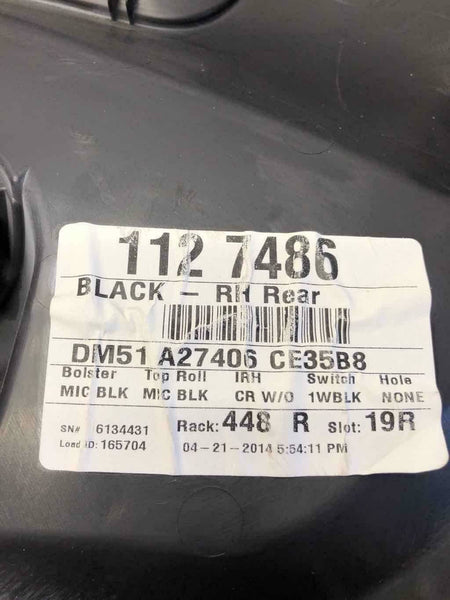 112 7486
BLACK - RH Rear
DM51 A27406 CE35B8
Bolster Top Roll IRH Switch Hole
MIC BLK MIC BLK CR W/O 1WBLK NONE
SN# 6134431 Rack: 448 R Slot: 19R
Load ID: 165704 04-21-2014 5:54:11 PM